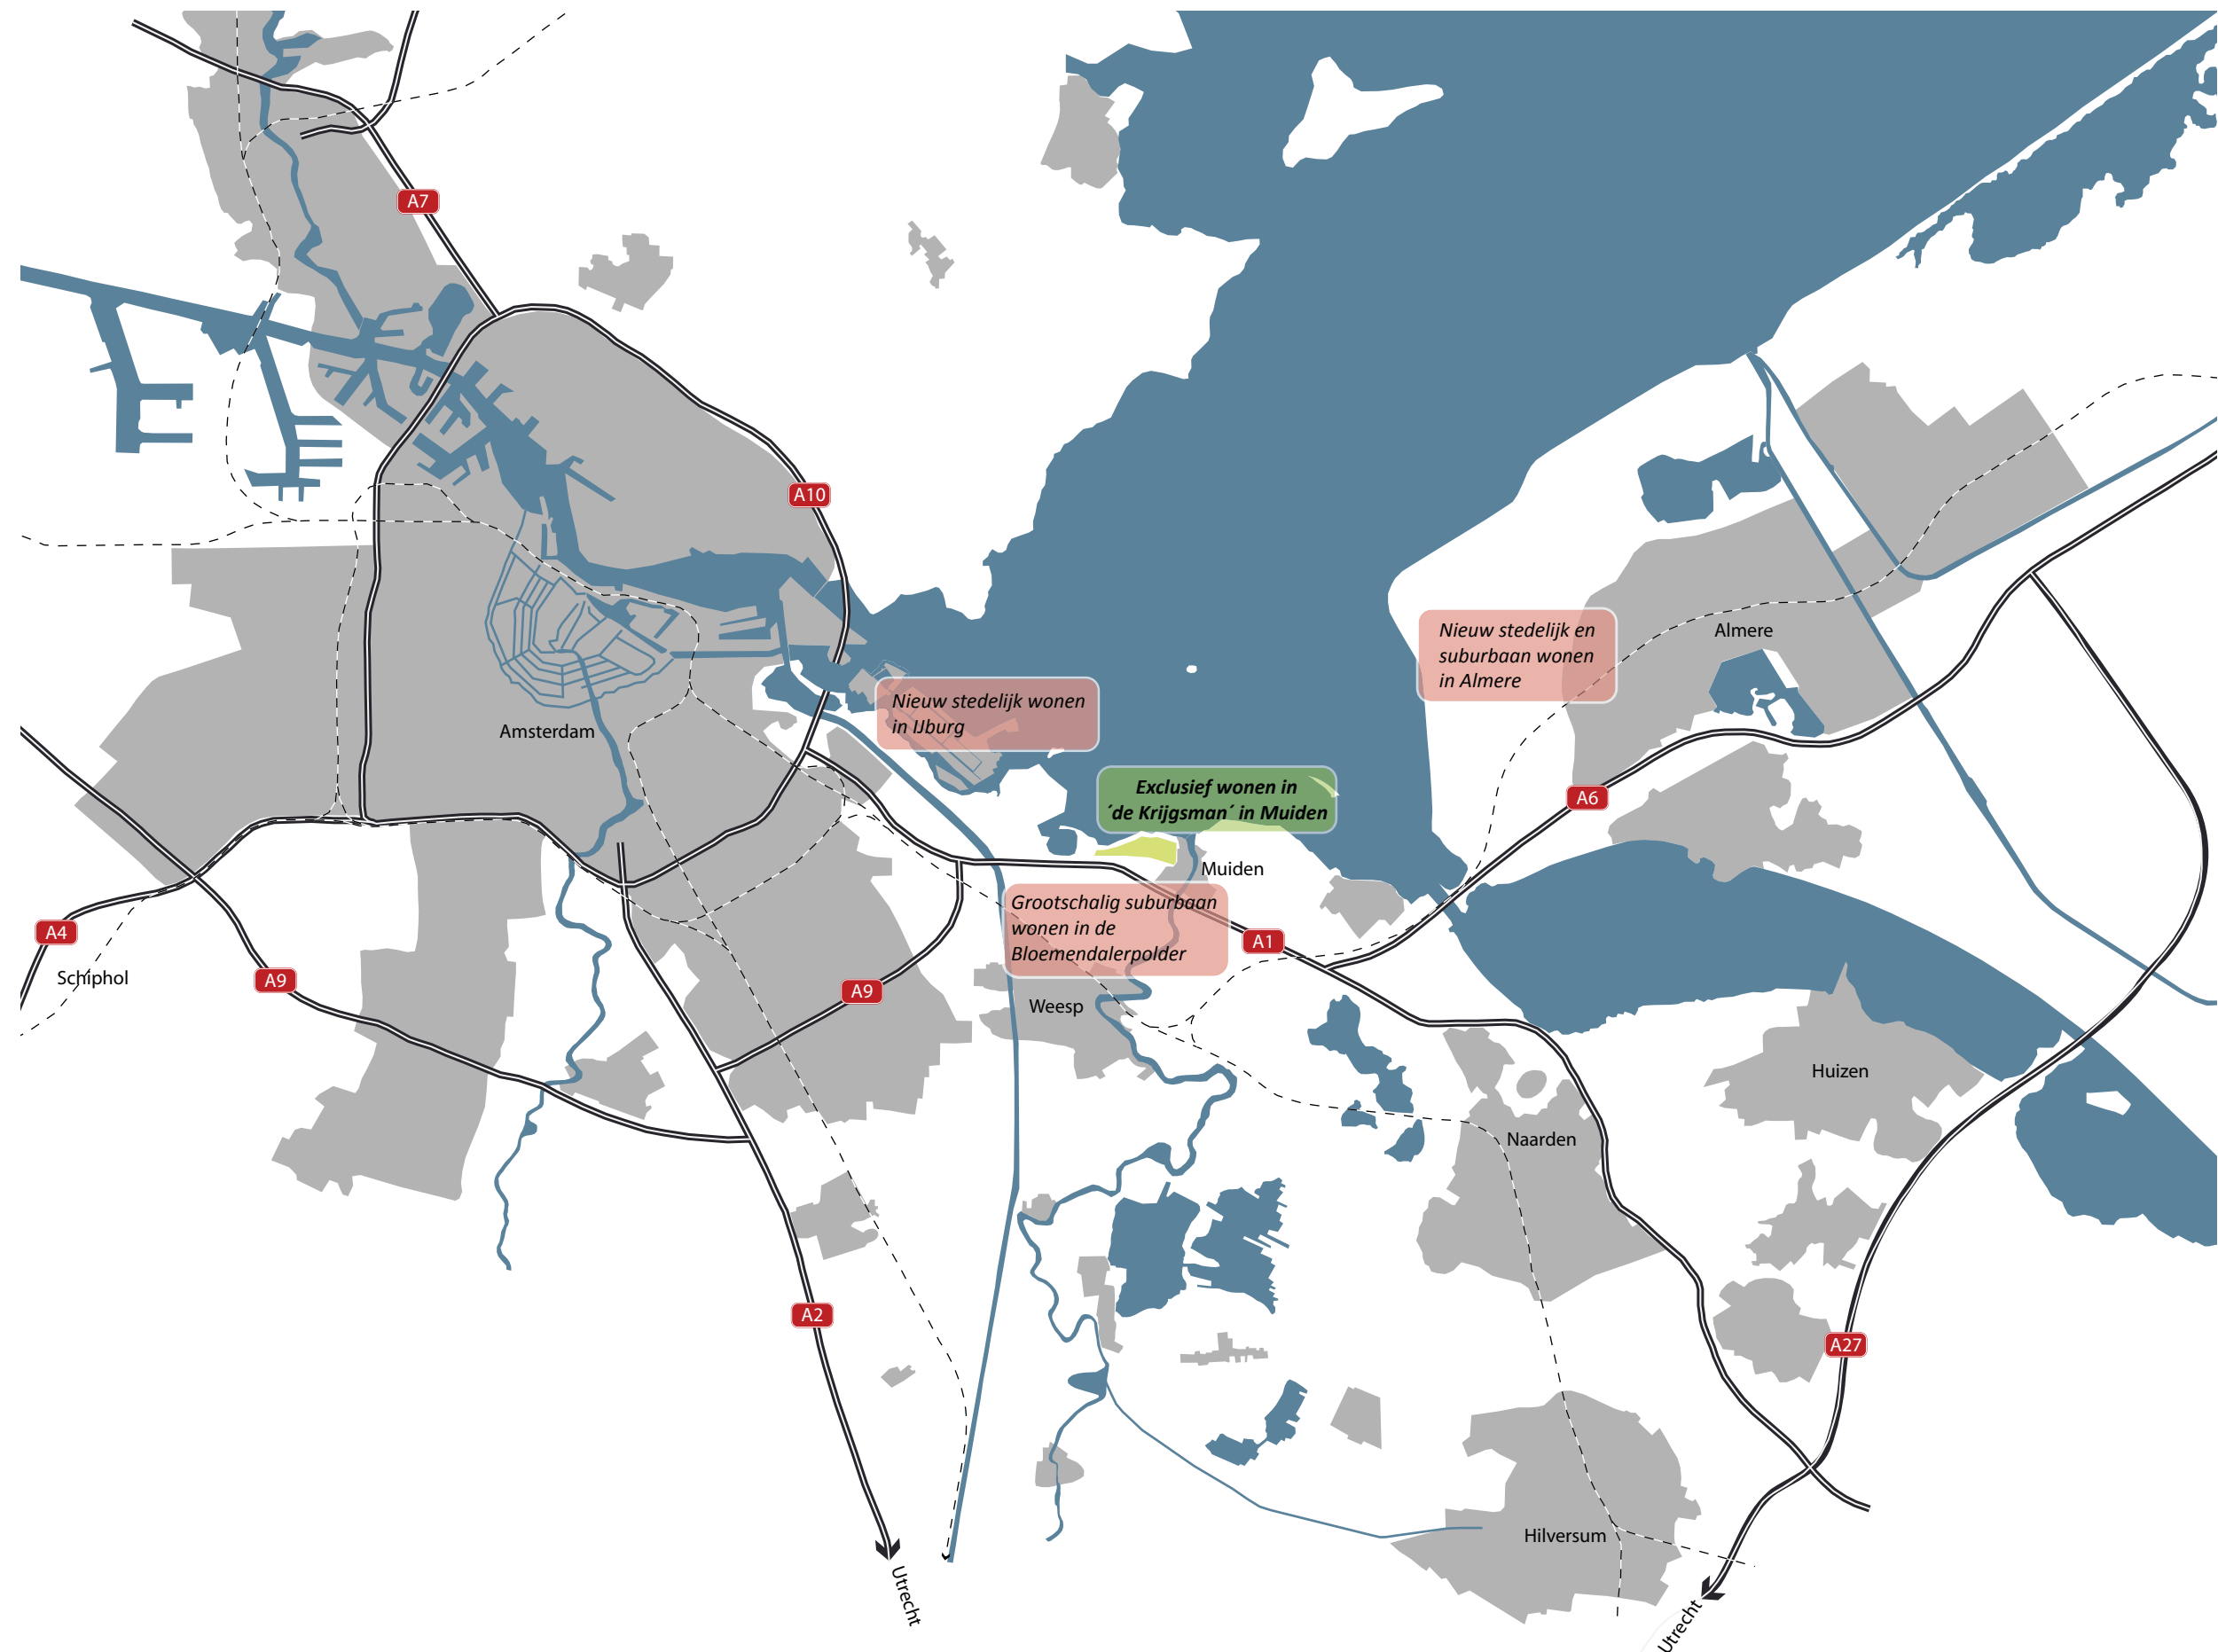 A7
A10
Nieuw stedelijk en
suburbaan wonen
in Almere
Almere
Nieuw stedelijk wonen
in IJburg
Amsterdam
Exclusief wonen in
´de Krijgsman´ in Muiden
A6
Muiden
Grootschalig suburbaan
wonen in de
Bloemendalerpolder
A4
A1
Schiphol
A9
A9
Weesp
Huizen
Naarden
A2
A27
Hilversum
Utrecht
Utrecht